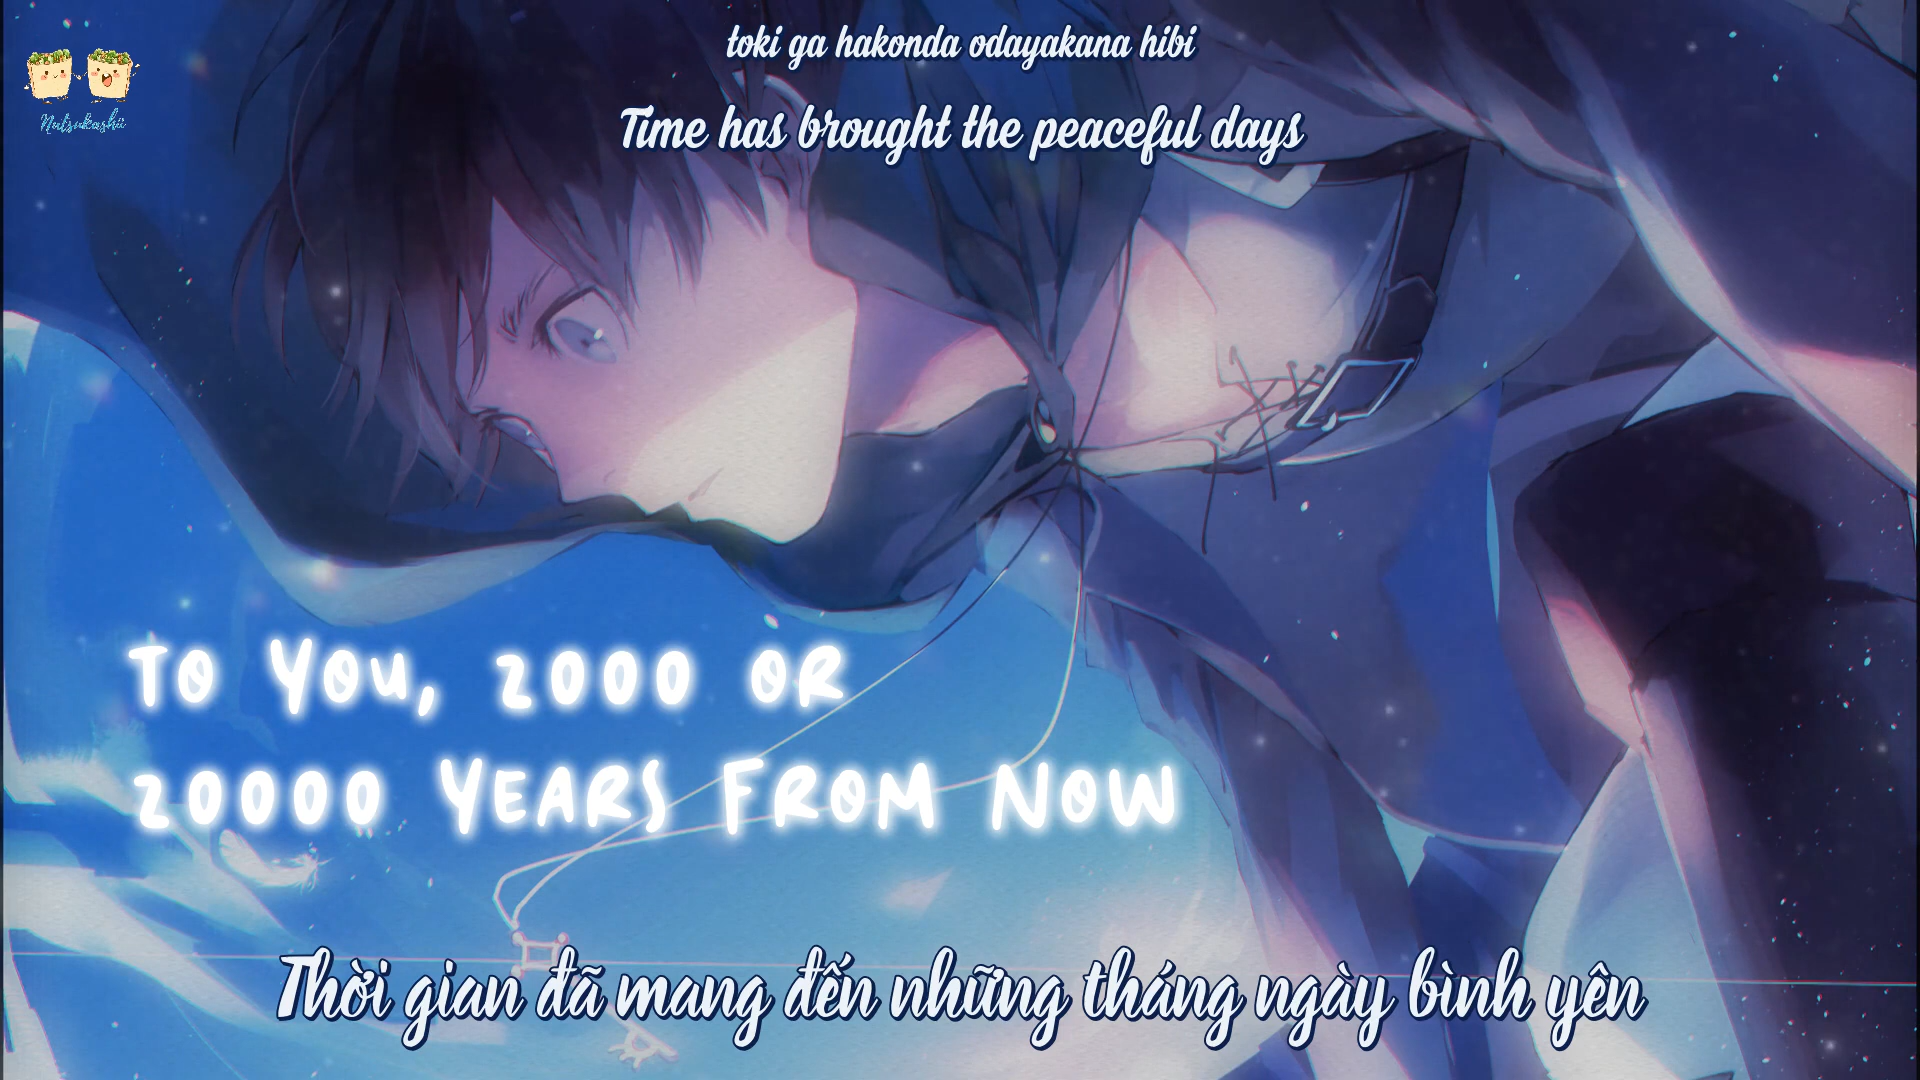 toki ga hakonda odayakana hibi
Time has brought the peaceful days
Natsukashii
TO YOU, 2000 OR
20000 YEARS FROM NOW
Thời gian đã mang đến những tháng ngày bình yên